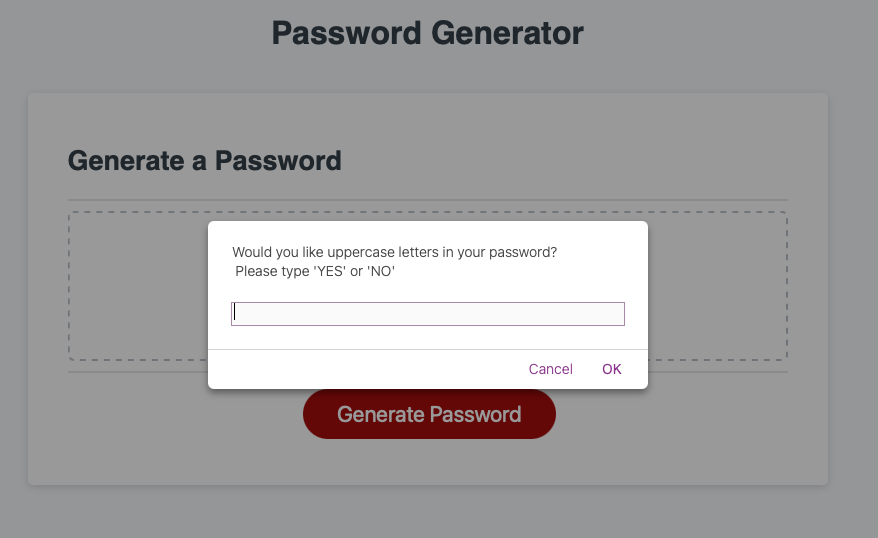 Password Generator
Generate a Password
Would you like uppercase letters in your password?
Please type 'YES' or 'NO'
Cancel OK
Generate Password